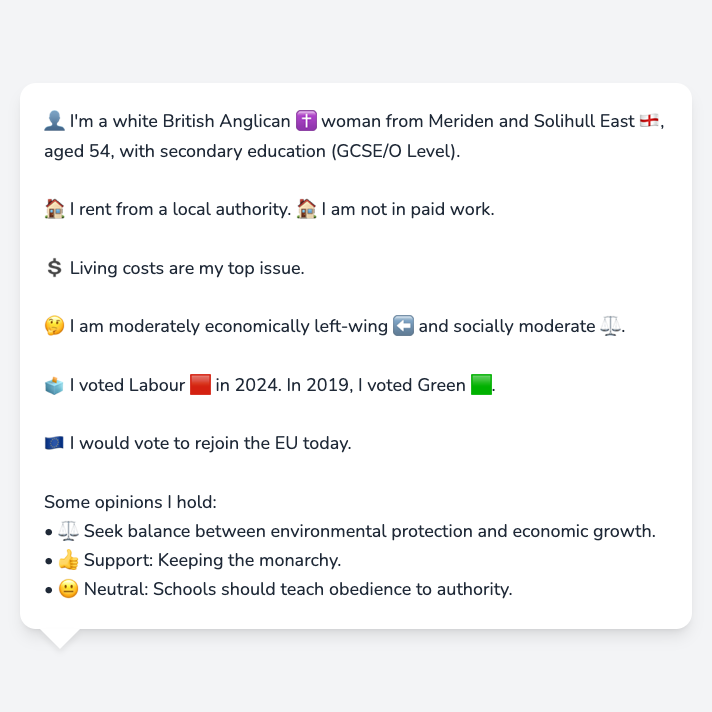 👤 I'm a white British Anglican ✝️ woman from Meriden and Solihull East 🏴󠁧󠁢󠁥󠁮󠁧󠁿,
aged 54, with secondary education (GCSE/O Level).
🏠 I rent from a local authority. 🏠 I am not in paid work.
💲 Living costs are my top issue.
🤔 I am moderately economically left-wing ⬅️ and socially moderate ⚖️.
🗳️ I voted Labour 🟥 in 2024. In 2019, I voted Green 🟩.
🇪🇺 I would vote to rejoin the EU today.
Some opinions I hold:
• ⚖️ Seek balance between environmental protection and economic growth.
• 👍 Support: Keeping the monarchy.
• 😐 Neutral: Schools should teach obedience to authority.